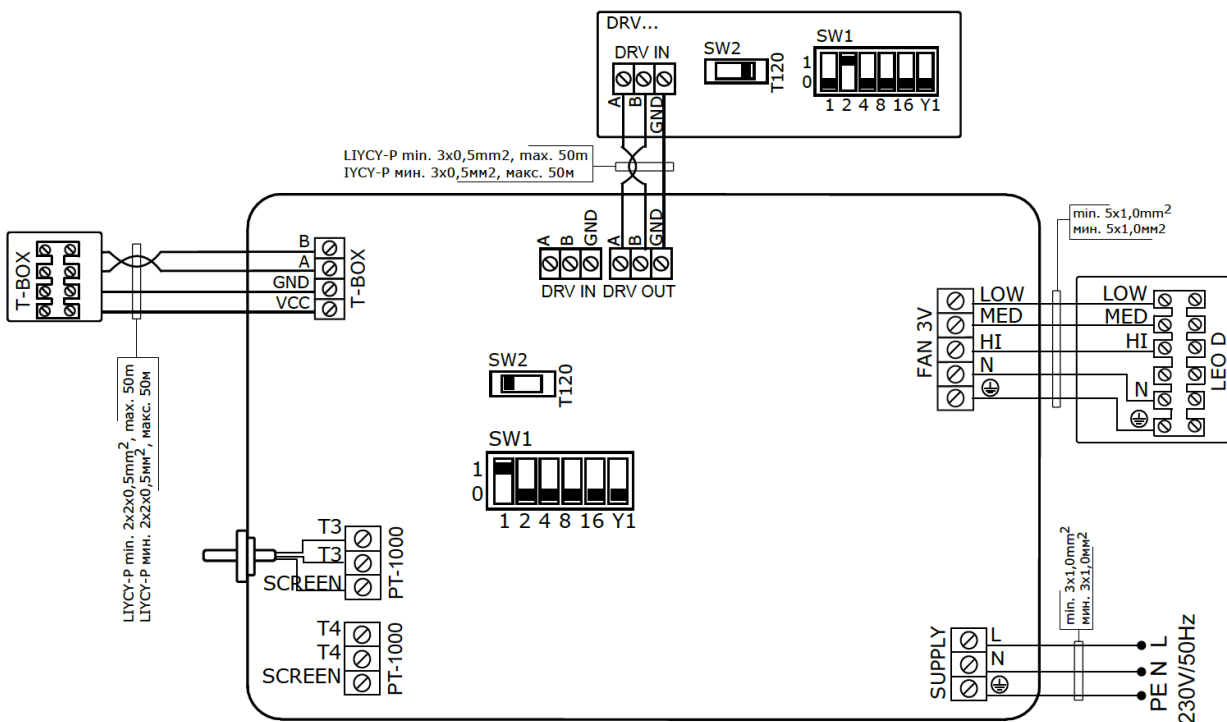 DRV...
DRV IN
A
B
GND
SW2
T120
SW1
1
0
1 2 4 8 16 Y1
LIYCY-P min. 3x0,5mm2, max. 50m
IYCY-P мин. 3x0,5мм2, макс. 50м
T-BOX
B
A
GND
VCC
T-BOX
LIYCY-P min. 2x2x0,5mm², max. 50m
LIYCY-P мин. 2x2x0,5мм², макс. 50м
A
B
GND
DRV IN
A
B
GND
DRV OUT
min. 5x1,0mm²
мин. 5x1,0мм2
FAN 3V
LOW
MED
HI
N
LOW
MED
HI
N
LEO D
SW2
T120
SW1
1
0
1 2 4 8 16 Y1
T3
T3
SCREEN
PT-1000
T4
T4
SCREEN
PT-1000
min. 3x1,0mm²
мин. 3x1,0мм²
SUPPLY
L
N
L
N
PE
230V/50Hz